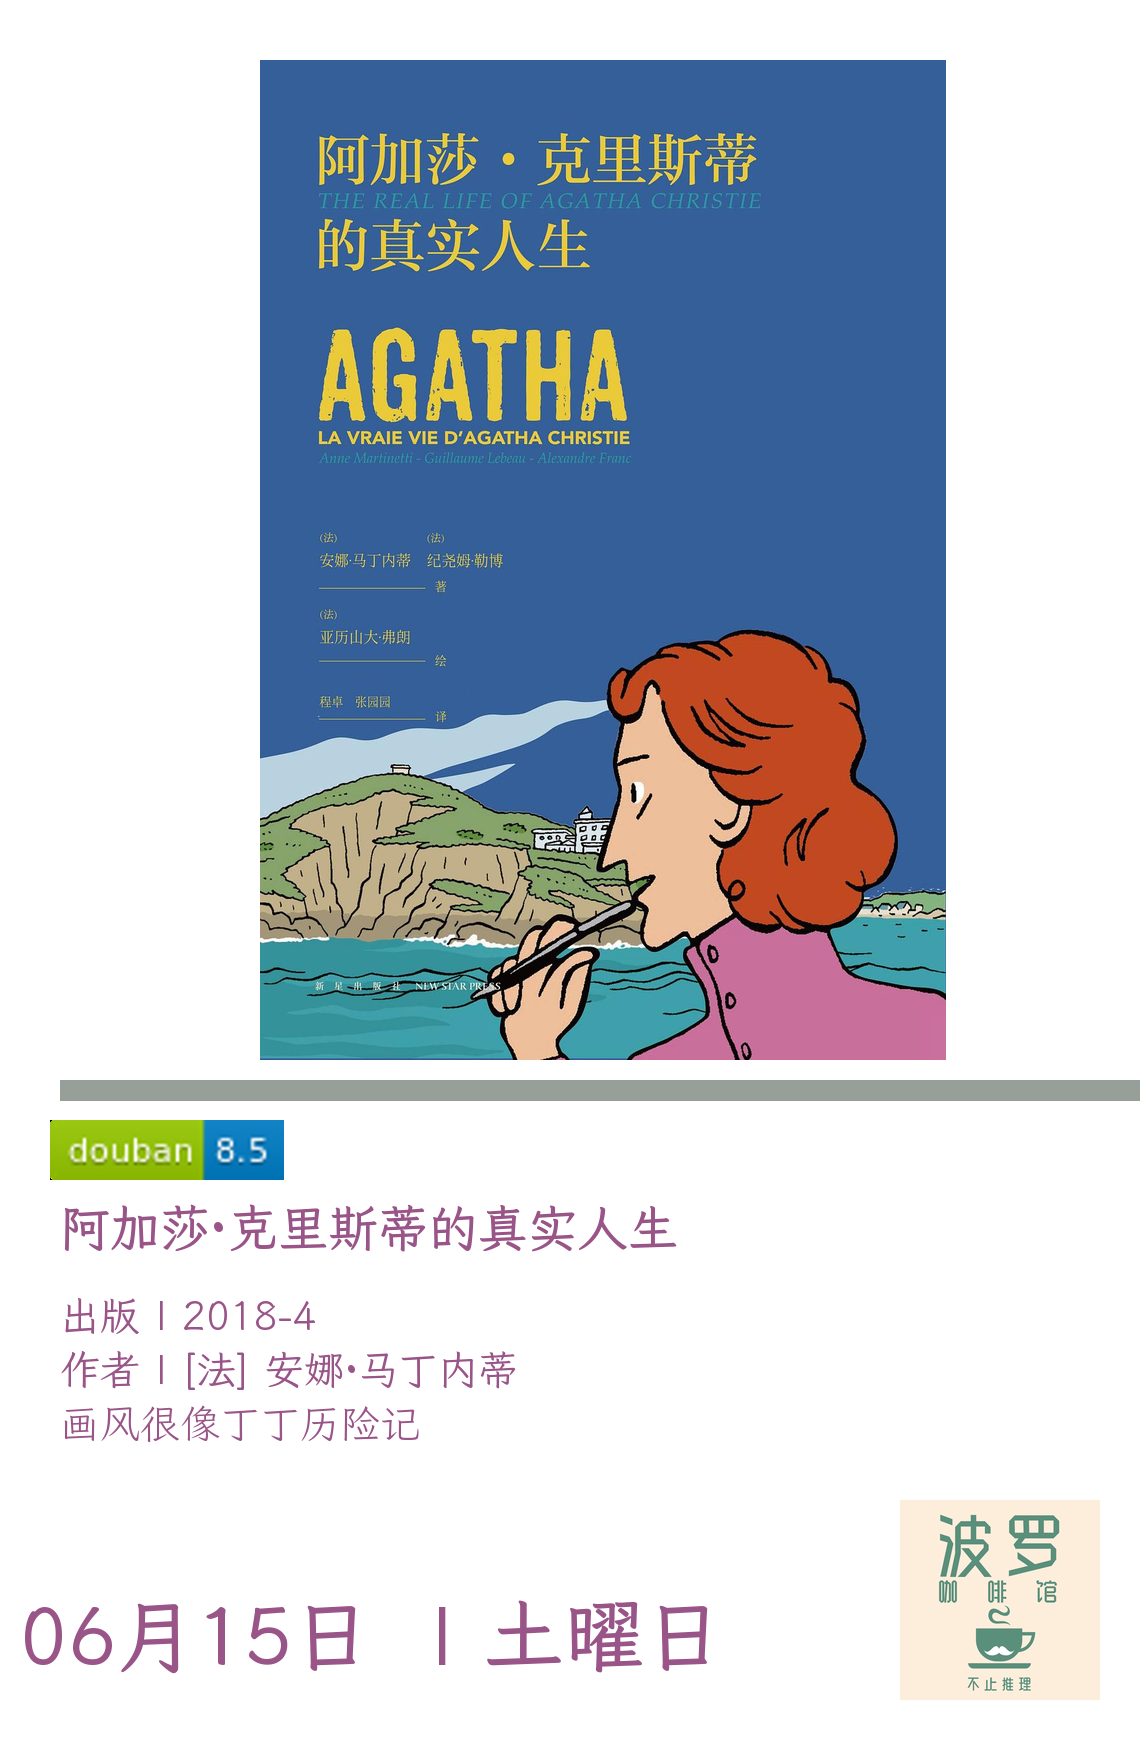 阿加莎・克里斯蒂
THE REAL LIFE OF AGATHA CHRISTIE
的真实人生
AGATHA
LA VRAIE VIE D’AGATHA CHRISTIE
Anne Martinetti - Guillaume Lebeau - Alexandre Franc
(法) (法)
安娜·马丁内蒂 纪尧姆·勒博
著
(法)
亚历山大·弗朗
绘
程卓 张园园
译
新星出版社 NEW STAR PRESS
douban 8.5
阿加莎•克里斯蒂的真实人生
出版 | 2018-4
作者 | [法] 安娜•马丁内蒂
画风很像丁丁历险记
06月15日 | 土曜日
波罗
咖啡馆
不止推理